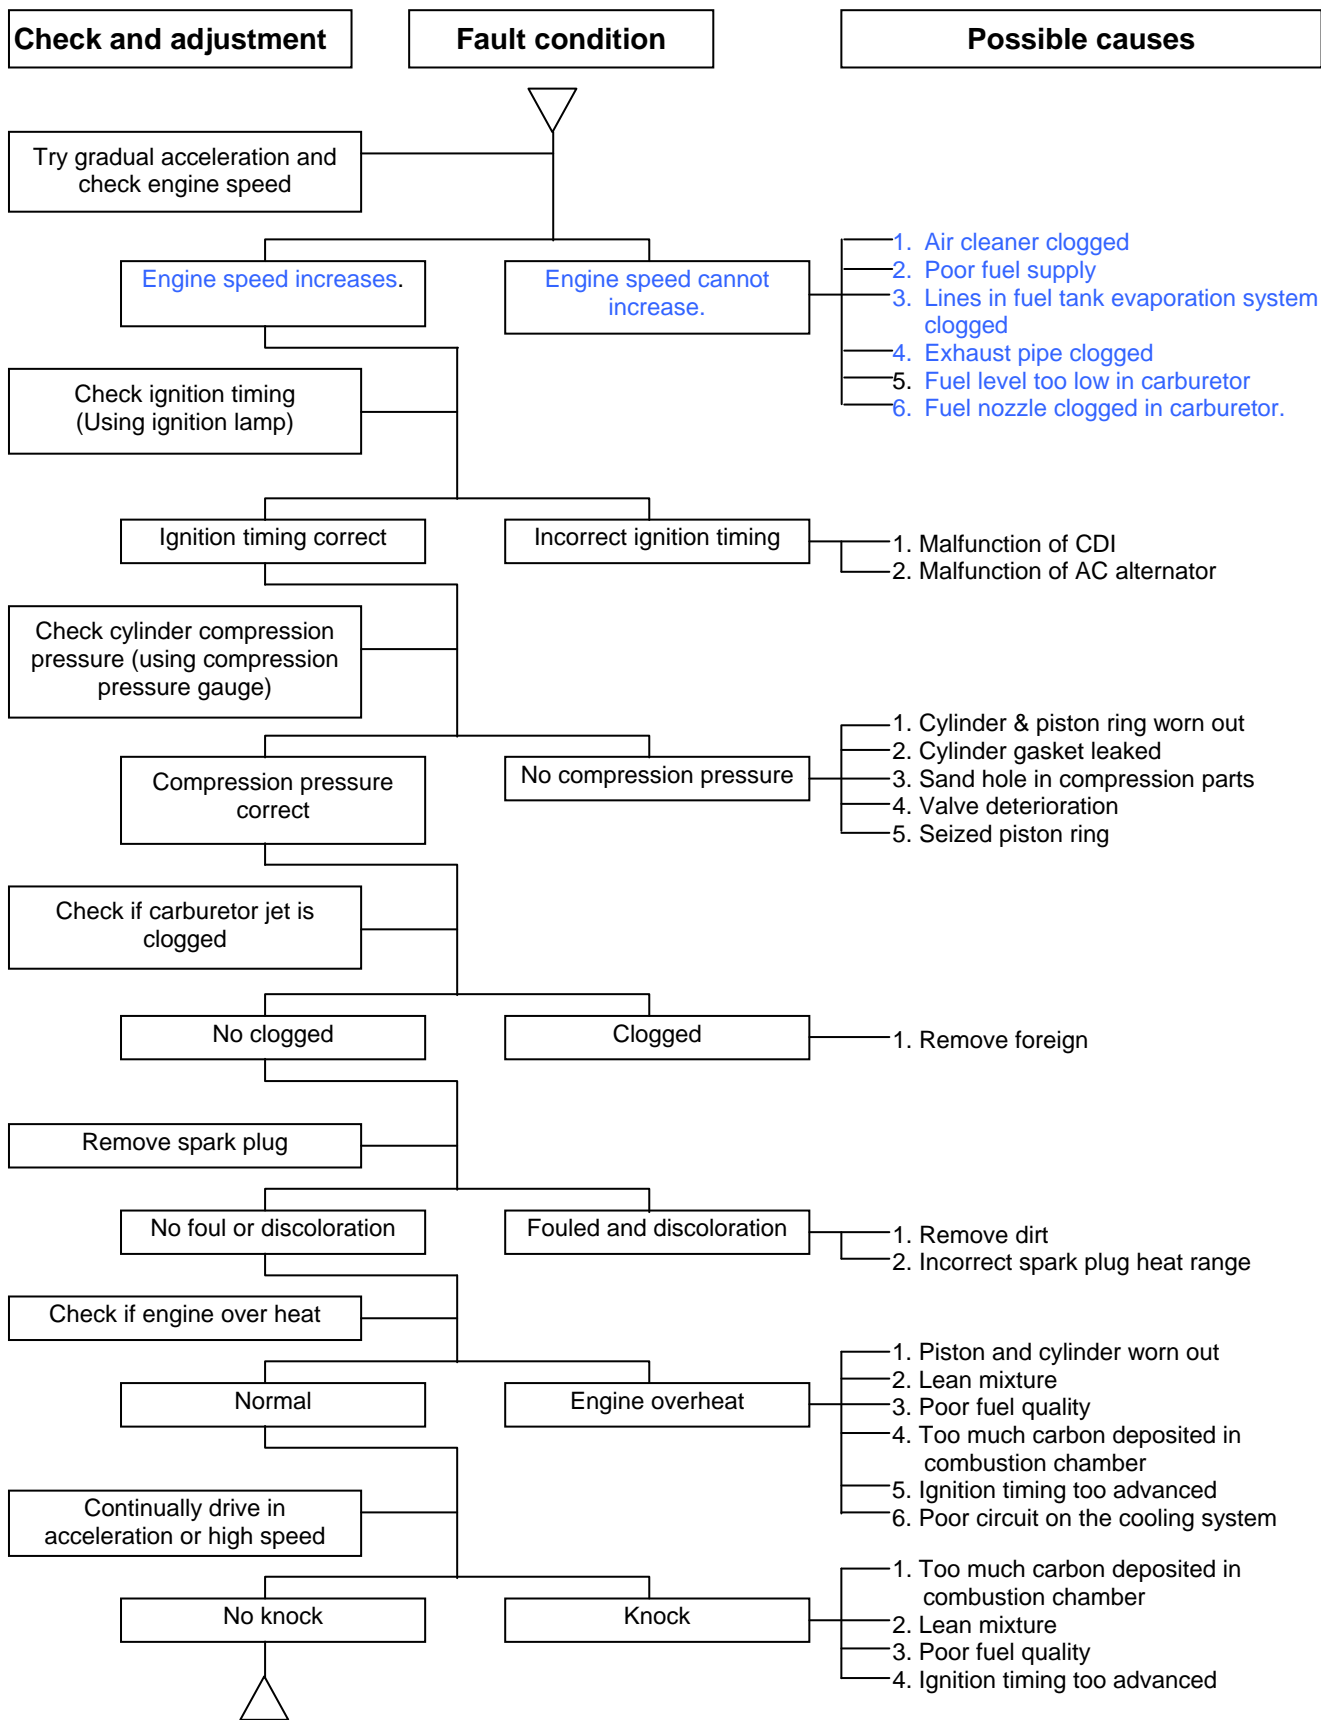 Check and adjustment
Fault condition
Possible causes
Try gradual acceleration and
check engine speed
Engine speed increases.
Engine speed cannot
increase.
1. Air cleaner clogged
2. Poor fuel supply
3. Lines in fuel tank evaporation system
clogged
4. Exhaust pipe clogged
5. Fuel level too low in carburetor
6. Fuel nozzle clogged in carburetor.
Check ignition timing
(Using ignition lamp)
Ignition timing correct
Incorrect ignition timing
1. Malfunction of CDI
2. Malfunction of AC alternator
Check cylinder compression
pressure (using compression
pressure gauge)
Compression pressure
correct
No compression pressure
1. Cylinder & piston ring worn out
2. Cylinder gasket leaked
3. Sand hole in compression parts
4. Valve deterioration
5. Seized piston ring
Check if carburetor jet is
clogged
No clogged
Clogged
1. Remove foreign
Remove spark plug
No foul or discoloration
Fouled and discoloration
1. Remove dirt
2. Incorrect spark plug heat range
Check if engine over heat
Normal
Engine overheat
1. Piston and cylinder worn out
2. Lean mixture
3. Poor fuel quality
4. Too much carbon deposited in
combustion chamber
5. Ignition timing too advanced
6. Poor circuit on the cooling system
Continually drive in
acceleration or high speed
No knock
Knock
1. Too much carbon deposited in
combustion chamber
2. Lean mixture
3. Poor fuel quality
4. Ignition timing too advanced